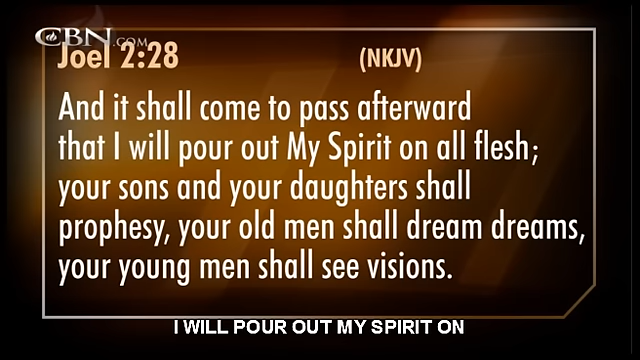 CBN.COM
Joel 2:28 (NKJV)
And it shall come to pass afterward
that I will pour out My Spirit on all flesh;
your sons and your daughters shall
prophesy, your old men shall dream dreams,
your young men shall see visions.
I WILL POUR OUT MY SPIRIT ON